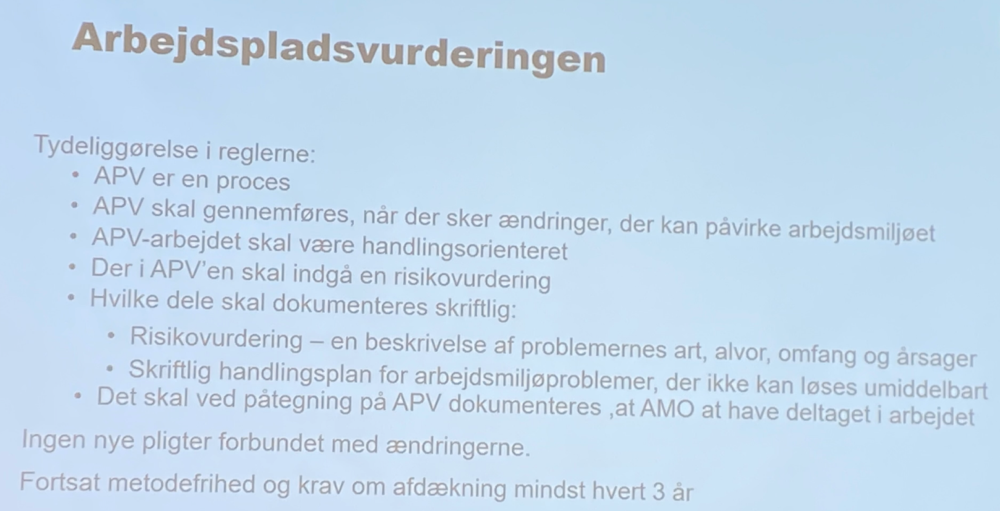 Arbejdspladsvurderingen
Tydeliggørelse i reglerne:
• APV er en proces
• APV skal gennemføres, når der sker ændringer, der kan påvirke arbejdsmiljøet
• APV-arbejdet skal være handlingsorienteret
• Der i APV’en skal indgå en risikovurdering
• Hvilke dele skal dokumenteres skriftlig:
• Risikovurdering – en beskrivelse af problemernes art, alvor, omfang og årsager
• Skriftlig handlingsplan for arbejdsmiljøproblemer, der ikke kan løses umiddelbart
• Det skal ved påtegning på APV dokumenteres ,at AMO at have deltaget i arbejdet
Ingen nye pligter forbundet med ændringerne.
Fortsat metodefrihed og krav om afdækning mindst hvert 3 år